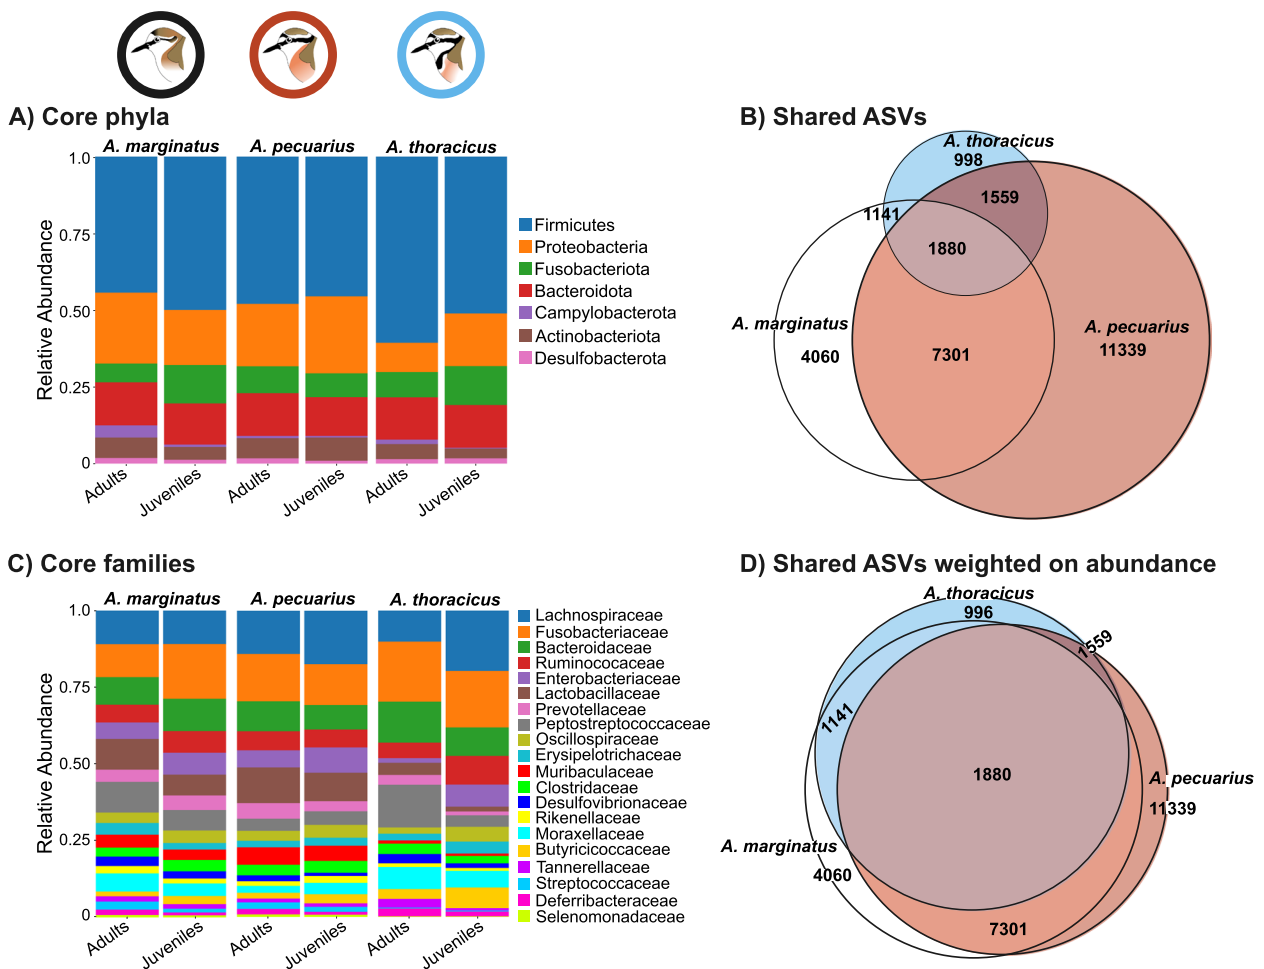 A) Core phyla
A. marginatus
A. pecuarius
A. thoracicus
Relative Abundance
1.0
0.75
0.50
0.25
0
Adults
Juveniles
Adults
Juveniles
Adults
Juveniles
Firmicutes
Proteobacteria
Fusobacteriota
Bacteroidota
Campylobacterota
Actinobacteriota
Desulfobacterota
B) Shared ASVs
A. thoracicus
998
1559
1141
1880
A. marginatus
4060
7301
A. pecuarius
11339
C) Core families
A. marginatus
A. pecuarius
A. thoracicus
Relative Abundance
1.0
0.75
0.50
0.25
0
Adults
Juveniles
Adults
Juveniles
Adults
Juveniles
Lachnospiraceae
Fusobacteriaceae
Bacteroidaceae
Ruminococaceae
Enterobacteriaceae
Lactobacillaceae
Prevotellaceae
Peptostreptococcaceae
Oscillospiraceae
Erysipelotrichaceae
Muribaculaceae
Clostridaceae
Desulfovibrionaceae
Rikenellaceae
Moraxellaceae
Butyricicoccaceae
Tannerellaceae
Streptococcaceae
Deferribacteraceae
Selenomonadaceae
D) Shared ASVs weighted on abundance
A. thoracicus
996
1559
1141
1880
A. pecuarius
11339
A. marginatus
4060
7301